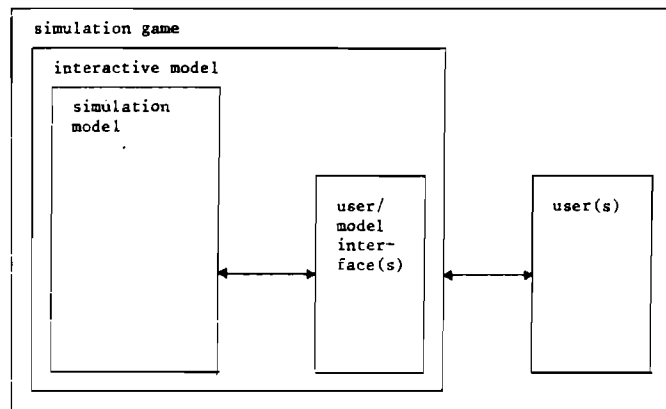 simulation game
interactive model
simulation
model
user/
model
inter-
face(s)
user(s)